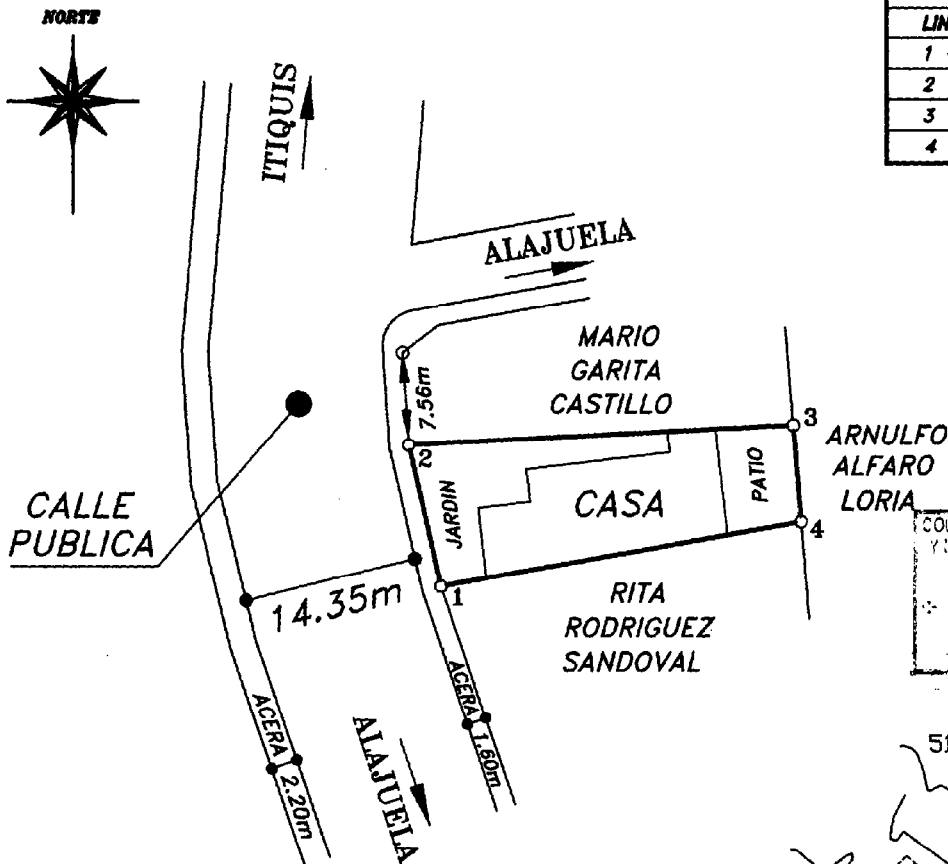 NORTE
LIN
1
2
3
4
ITIQUIS
ALAJUELA
MARIO
GARITA
CASTILLO
7.56m
2
3
ARNULFO
ALFARO
LORIA
JARDIN
CASA
PATIO
4
CALLE
PUBLICA
14.35m
1
RITA
RODRIGUEZ
SANDOVAL
ACERA
1.60m
ACERA
2.20m
ALAJUELA
51